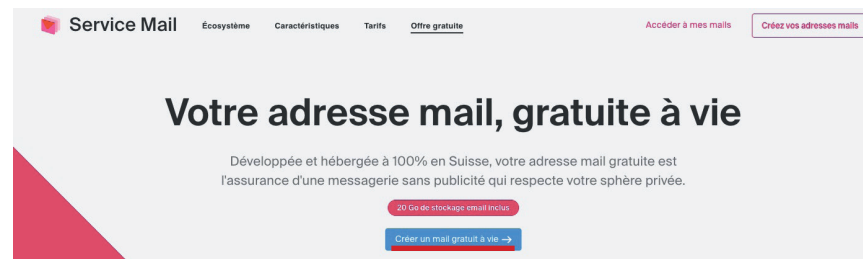 Service Mail Écosystème Caractéristiques Tarifs Offre gratuite Accéder à mes mails Créez vos adresses mails
Votre adresse mail, gratuite à vie
Développée et hébergée à 100% en Suisse, votre adresse mail gratuite est
l'assurance d'une messagerie sans publicité qui respecte votre sphère privée.
20 Go de stockage email inclus
Créer un mail gratuit à vie →